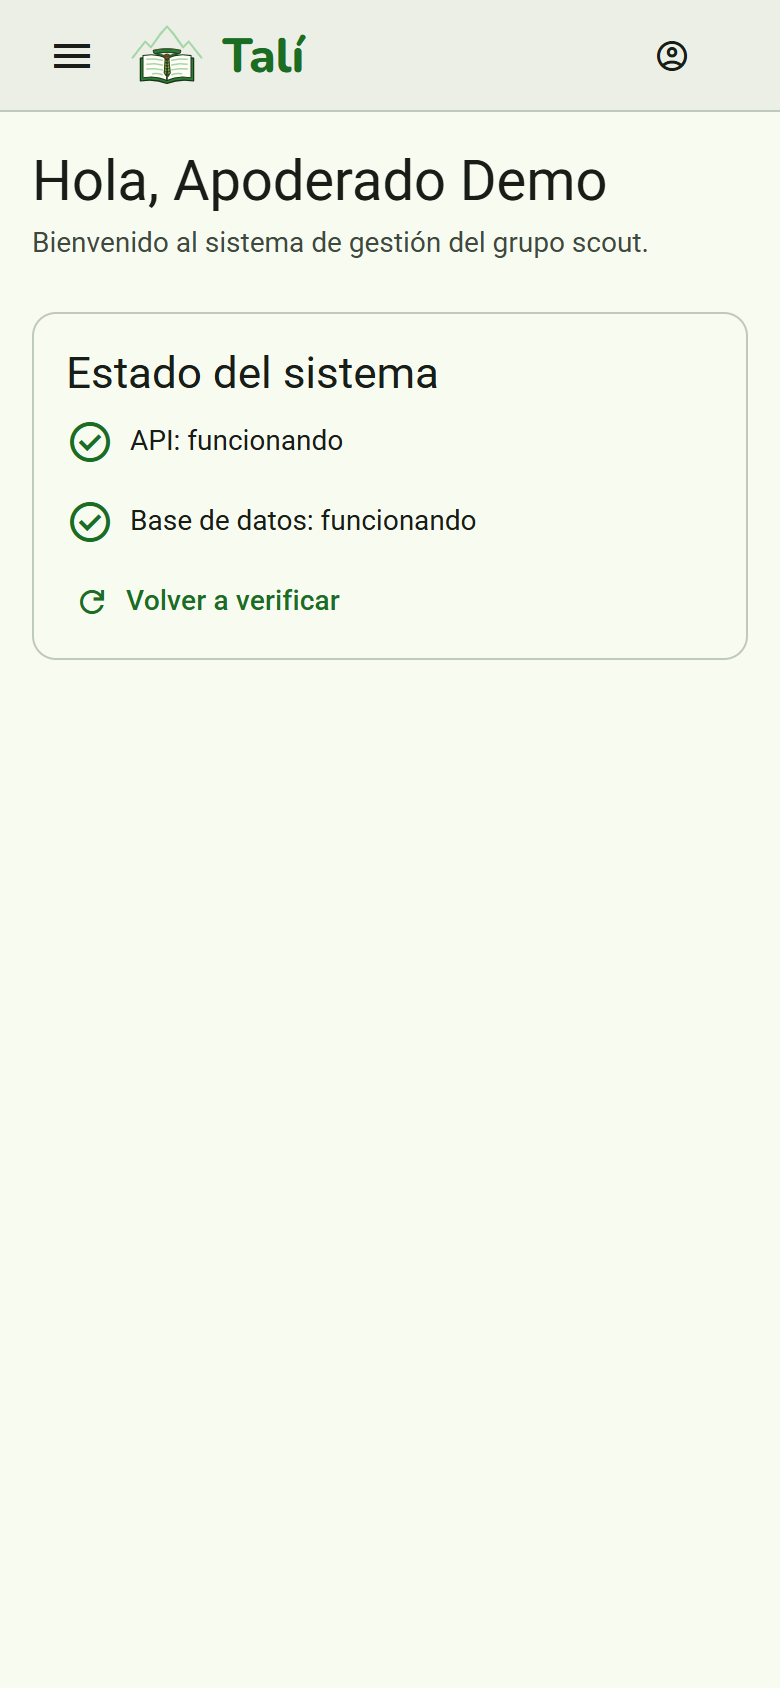 Talí
Hola, Apoderado Demo
Bienvenido al sistema de gestión del grupo scout.
Estado del sistema
API: funcionando
Base de datos: funcionando
Volver a verificar